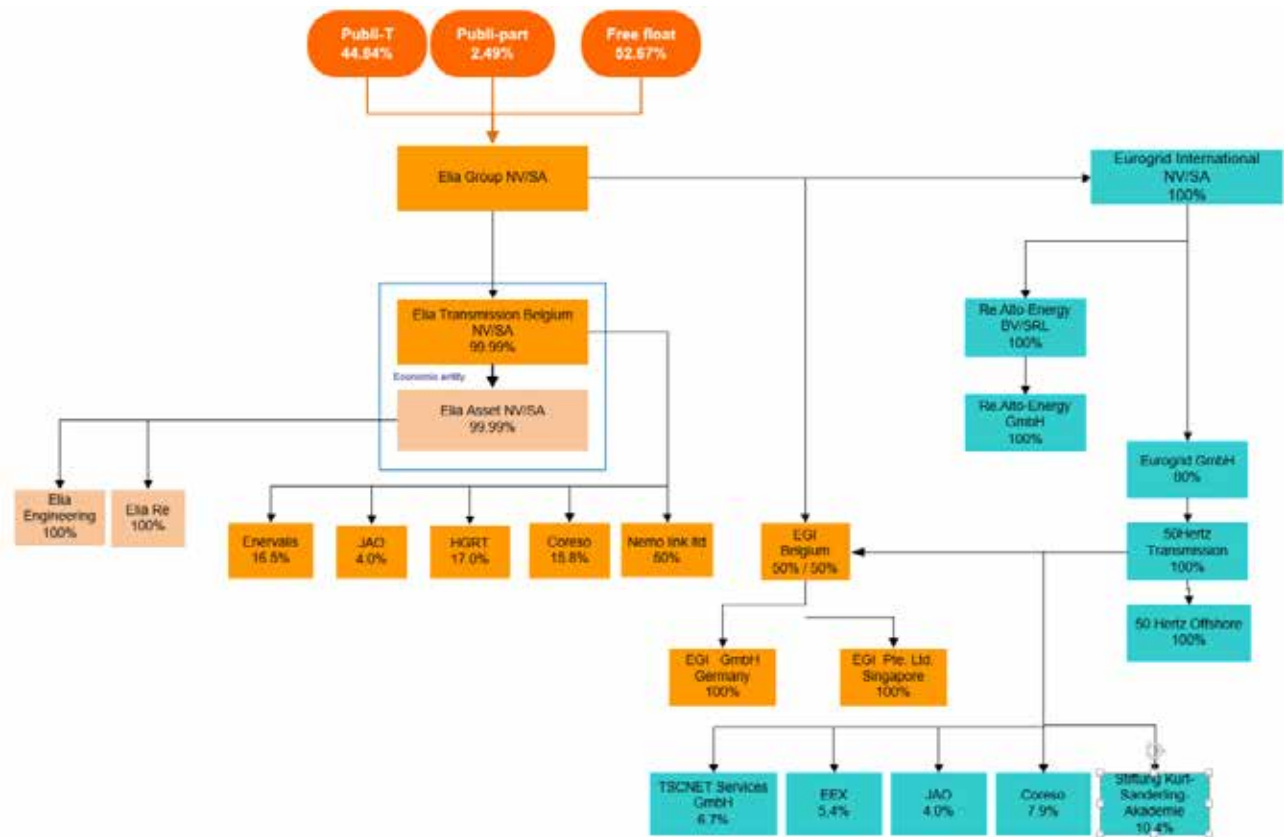 Publi-T
44.84%
Publi-part
2.49%
Free float
52.67%
Elia Group NV/SA
Eurogrid International
NV/SA
100%
Elia Transmission Belgium
NV/SA
99.99%
Economic entity
Elia Asset NV/SA
99.99%
Re.Alto-Energy
BV/SRL
100%
Re.Alto-Energy
GmbH
100%
Eurogrid GmbH
80%
Elia
Engineering
100%
Elia Re
100%
Enervalis
16.5%
JAO
4.0%
HGRT
17.0%
Coreso
15.8%
Nemo link ltd
50%
EGI
Belgium
50% / 50%
50Hertz
Transmission
100%
50 Hertz Offshore
100%
EGI GmbH
Germany
100%
EGI Pte. Ltd.
Singapore
100%
TSCNET Services
GmbH
6.7%
EEX
5,4%
JAO
4.0%
Coreso
7.9%
Stiftung Kurt-
Sanderling-
Akademie
10.4%